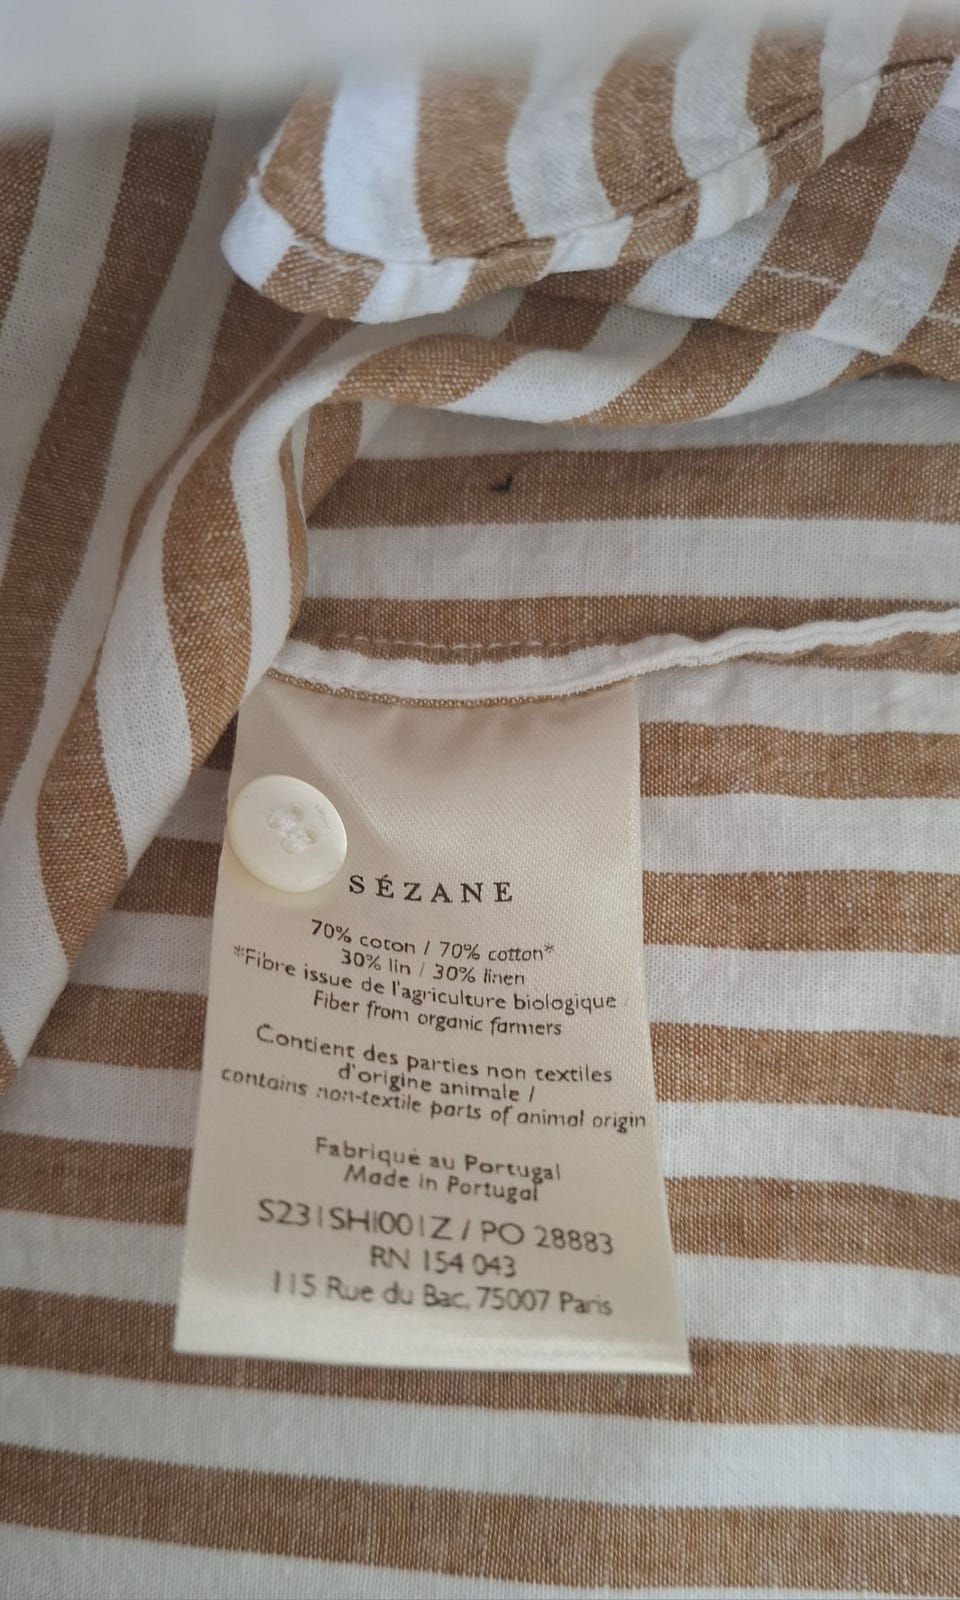 SÉZANE
70% coton / 70% cotton*
30% lin / 30% linen
*Fibre issue de l'agriculture biologique
Fiber from organic farmers
Contient des parties non textiles
d'origine animale /
contains non-textile parts of animal origin
Fabriqué au Portugal
Made in Portugal
S231SHI001Z / PO 28883
RN 154 043
115 Rue du Bac, 75007 Paris